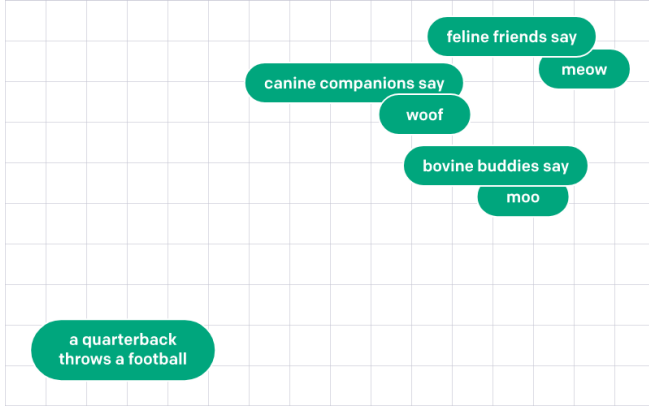 feline friends say
meow
canine companions say
woof
bovine buddies say
moo
a quarterback
throws a football